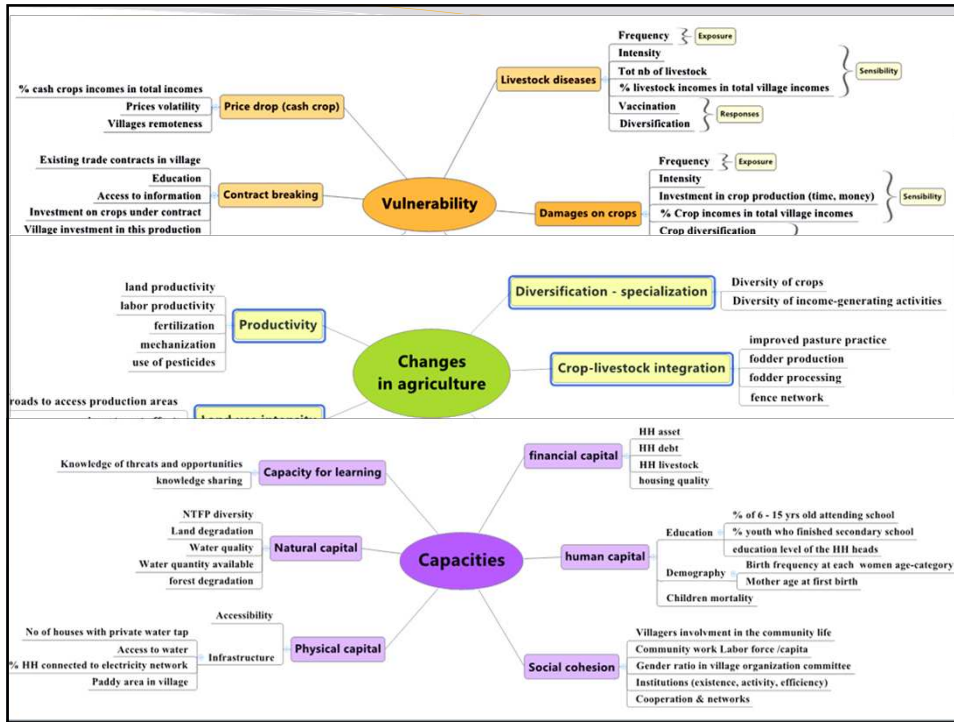 % cash crops incomes in total incomes
Prices volatility
Villages remoteness
Price drop (cash crop)
Existing trade contracts in village
Education
Access to information
Investment on crops under contract
Village investment in this production
Contract breaking
Vulnerability
Livestock diseases
Frequency
Exposure
Intensity
Tot nb of livestock
% livestock incomes in total village incomes
Sensibility
Vaccination
Diversification
Responses
Damages on crops
Frequency
Exposure
Intensity
Investment in crop production (time, money)
% Crop incomes in total village incomes
Sensibility
Crop diversification
land productivity
labor productivity
fertilization
mechanization
use of pesticides
Productivity
roads to access production areas
Changes
in agriculture
Diversification - specialization
Diversity of crops
Diversity of income-generating activities
Crop-livestock integration
improved pasture practice
fodder production
fodder processing
fence network
Knowledge of threats and opportunities
knowledge sharing
Capacity for learning
NTFP diversity
Land degradation
Water quality
Water quantity available
forest degradation
Natural capital
Accessibility
No of houses with private water tap
Access to water
% HH connected to electricity network
Paddy area in village
Infrastructure
Physical capital
Capacities
financial capital
HH asset
HH debt
HH livestock
housing quality
human capital
Education
% of 6 - 15 yrs old attending school
% youth who finished secondary school
education level of the HH heads
Demography
Birth frequency at each women age-category
Mother age at first birth
Children mortality
Social cohesion
Villagers involvment in the community life
Community work Labor force /capita
Gender ratio in village organization committee
Institutions (existence, activity, efficiency)
Cooperation & networks